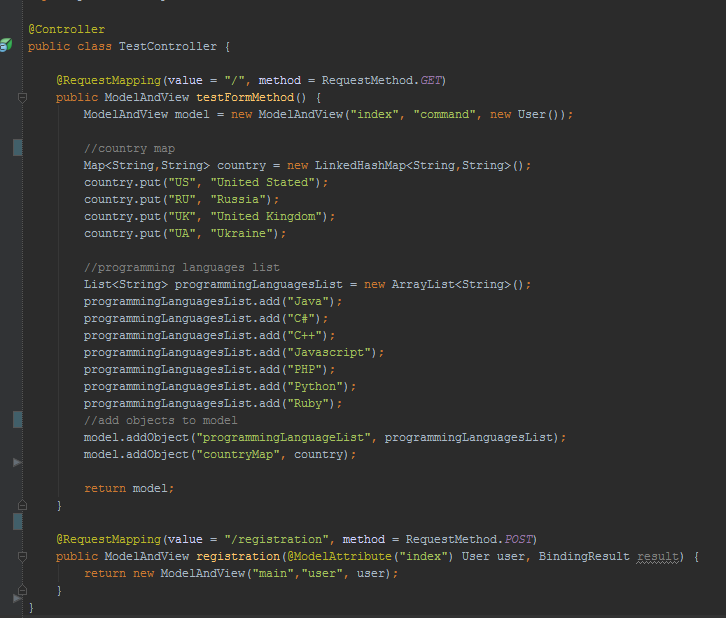 @Controller
public class TestController {
@RequestMapping(value = "/", method = RequestMethod.GET)
public ModelAndView testFormMethod() {
ModelAndView model = new ModelAndView("index", "command", new User());
//country map
Map<String,String> country = new LinkedHashMap<String,String>();
country.put("US", "United Stated");
country.put("RU", "Russia");
country.put("UK", "United Kingdom");
country.put("UA", "Ukraine");
//programming languages list
List<String> programmingLanguagesList = new ArrayList<String>();
programmingLanguagesList.add("Java");
programmingLanguagesList.add("C#");
programmingLanguagesList.add("C++");
programmingLanguagesList.add("Javascript");
programmingLanguagesList.add("PHP");
programmingLanguagesList.add("Python");
programmingLanguagesList.add("Ruby");
//add objects to model
model.addObject("programmingLanguageList", programmingLanguagesList);
model.addObject("countryMap", country);
return model;
}
@RequestMapping(value = "/registration", method = RequestMethod.POST)
public ModelAndView registration(@ModelAttribute("index") User user, BindingResult result) {
return new ModelAndView("main","user", user);
}
}